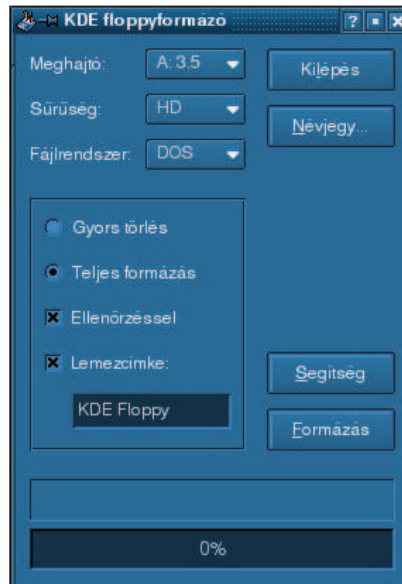 KDE floppyformázó
Meghajtó: A: 3.5
Kilépés
Sűrűség: HD
Névjegy...
Fájlrendszer: DOS
Gyors törlés
Teljes formázás
Ellenőrzéssel
Lemezcímke:
KDE Floppy
Segítség
Formázás
0%